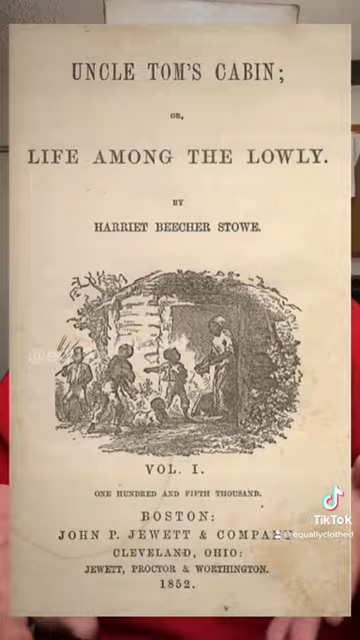 UNCLE TOM'S CABIN;
OR,
LIFE AMONG THE LOWLY.
BY
HARRIET BEECHER STOWE.
VOL. I.
ONE HUNDRED AND FIFTH THOUSAND.
BOSTON:
JOHN P. JEWETT & COMPANY
CLEVELAND, OHIO:
JEWETT, PROCTOR & WORTHINGTON.
1852.
TikTok
@equallyclothed